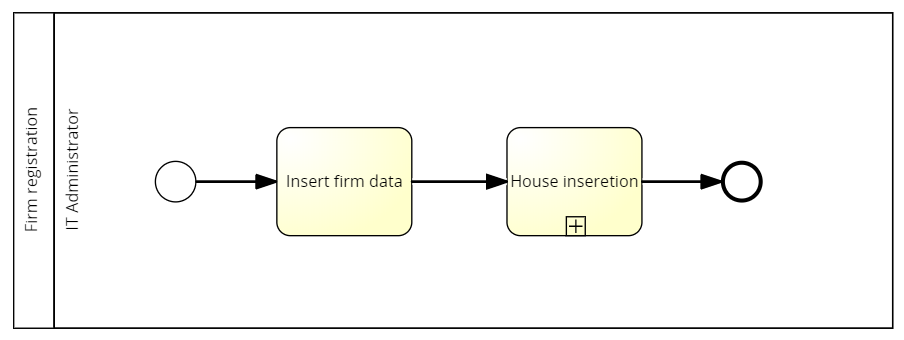 Firm registration
IT Administrator
Insert firm data
House inseretion